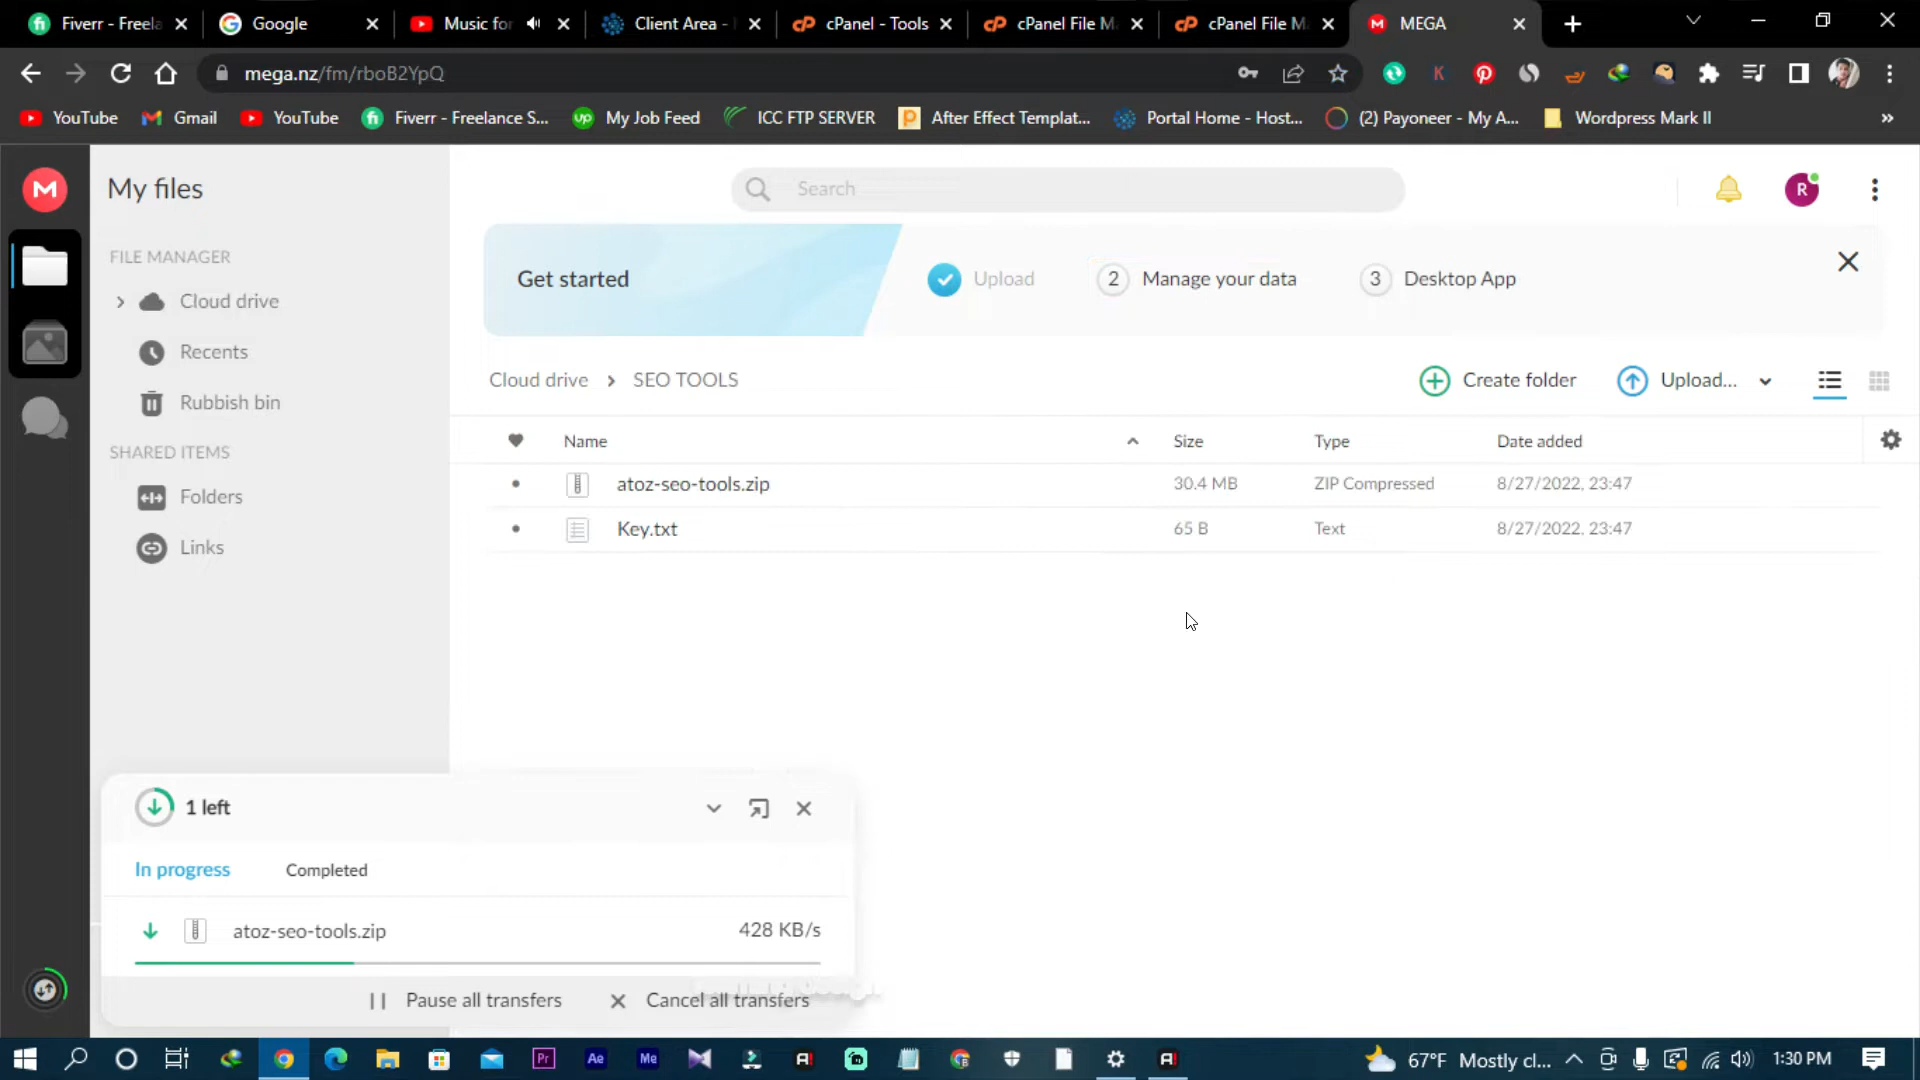 Fiverr - Freela
Google
Music for
Client Area -
cPanel - Tools
cPanel File M
cPanel File M
MEGA
mega.nz/fm/rboB2YpQ
YouTube
Gmail
YouTube
Fiverr - Freelance S...
My Job Feed
ICC FTP SERVER
After Effect Templat...
Portal Home - Host...
(2) Payoneer - My A...
Wordpress Mark II
My files
Search
R
FILE MANAGER
Cloud drive
Recents
Rubbish bin
SHARED ITEMS
Folders
Links
Get started
Upload
2 Manage your data
3 Desktop App
Cloud drive > SEO TOOLS
Create folder
Upload...
Name Size Type Date added
atoz-seo-tools.zip 30.4 MB ZIP Compressed 8/27/2022, 23:47
Key.txt 65 B Text 8/27/2022, 23:47
1 left
In progress Completed
atoz-seo-tools.zip 428 KB/s
Pause all transfers Cancel all transfers
67°F Mostly cl...
1:30 PM